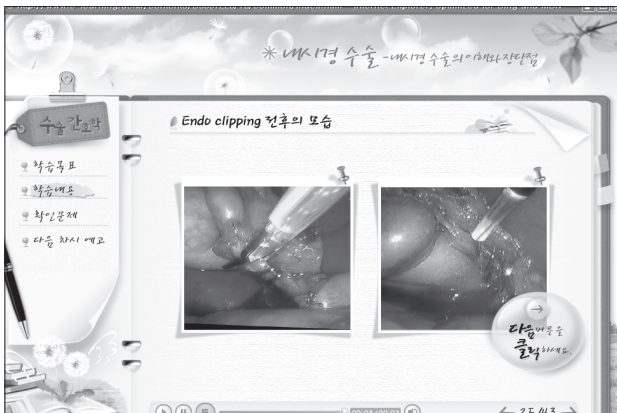 * 내시경 수술 - 내시경 수술의 이해와 장단점
수술간호학
학습목표
학습내용
확인문제
다음 차시 예고
Endo clipping 전후의 모습
다음버튼을
클릭하세요.
25/43